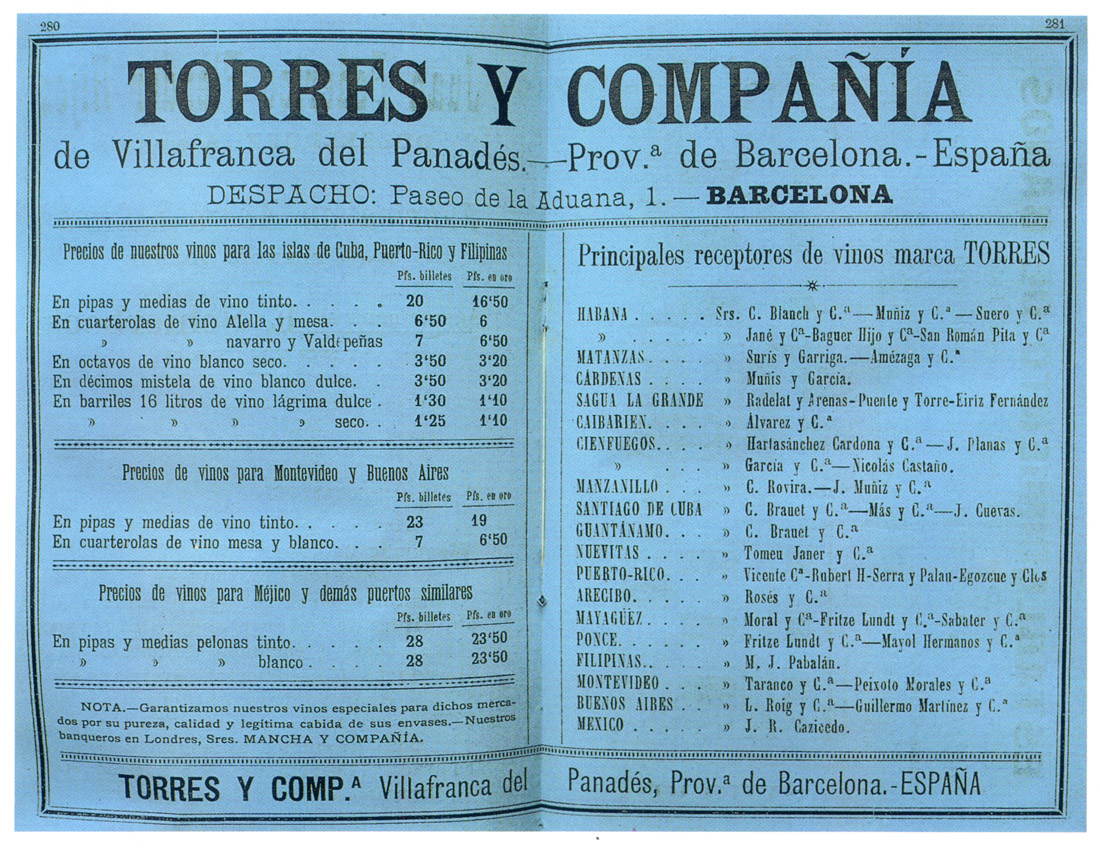 280
281
TORRES Y COMPAÑÍA
de Villafranca del Panadés.—Prov.ª de Barcelona.-España
DESPACHO: Paseo de la Aduana, 1.—BARCELONA
Precios de nuestros vinos para las islas de Cuba, Puerto-Rico y Filipinas
Pfs. billetes Pfs. en oro
En pipas y medias de vino tinto. . . . . 20 16'50
En cuarterolas de vino Alella y mesa. . . 6'50 6
» » navarro y Valdepeñas 7 6'50
En octavos de vino blanco seco. . . . . 3'50 3'20
En décimos mistela de vino blanco dulce. . 3'50 3'20
En barriles 16 litros de vino lágrima dulce . 1'30 1'10
» » » » seco. . 1'25 1'10
Precios de vinos para Montevideo y Buenos Aires
Pfs. billetes Pfs. en oro
En pipas y medias de vino tinto. . . . . 23 19
En cuarterolas de vino mesa y blanco. . . 7 6'50
Precios de vinos para Méjico y demás puertos similares
Pfs. billetes Pfs. en oro
En pipas y medias pelonas tinto. . . . . 28 23'50
» » » blanco . . . . 28 23'50
NOTA.—Garantizamos nuestros vinos especiales para dichos merca-
dos por su pureza, calidad y legítima cabida de sus envases.—Nuestros
banqueros en Londres, Sres. MANCHA Y COMPAÑÍA.
Principales receptores de vinos marca TORRES
HABANA . . . . . Srs. C. Blanch y C.ª—Muñiz y C.ª—Suero y C.ª
» . . . . . » Jané y Cª-Baguer Hijo y Cª-San Román Pita y Cª
MATANZAS. . . . » Surís y Garriga.—Amézaga y C.ª
CÁRDENAS . . . . » Muñis y García.
SAGUA LA GRANDE » Radelat y Arenas-Puente y Torre-Eiriz Fernández
CAIBARIEN. . . . » Álvarez y C.ª
CIENFUEGOS. . . . » Hartasánchez Cardona y C.ª—J. Planas y C.ª
» . . . » García y C.ª—Nicolás Castaño.
MANZANILLO . . . » C. Rovira.—J. Muñiz y C.ª
SANTIAGO DE CUBA » C. Brauet y C.ª—Más y C.ª—J. Cuevas.
GUANTÁNAMO. . . » C. Brauet y C.ª
NUEVITAS . . . . » Tomeu Janer y C.ª
PUERTO-RICO. . . » Vicente Cª-Rubert H-Serra y Palau-Egozcue y Clos
ARECIBO. . . . . » Rosés y C.ª
MAYAGÜEZ. . . . » Moral y Cª-Fritze Lundt y C.ª-Sabater y C.ª
PONCE. . . . . . » Fritze Lundt y C.ª—Mayol Hermanos y C.ª
FILIPINAS. . . . . » M. J. Pabalán.
MONTEVIDEO . . . » Taranco y C.ª—Peixoto Morales y C.ª
BUENOS AIRES . . » L. Roig y C.ª—Guillermo Martínez y C.ª
MEXICO . . . . . » J. R. Cazicedo.
TORRES Y COMP.ª Villafranca del Panadés, Prov.ª de Barcelona.-ESPAÑA